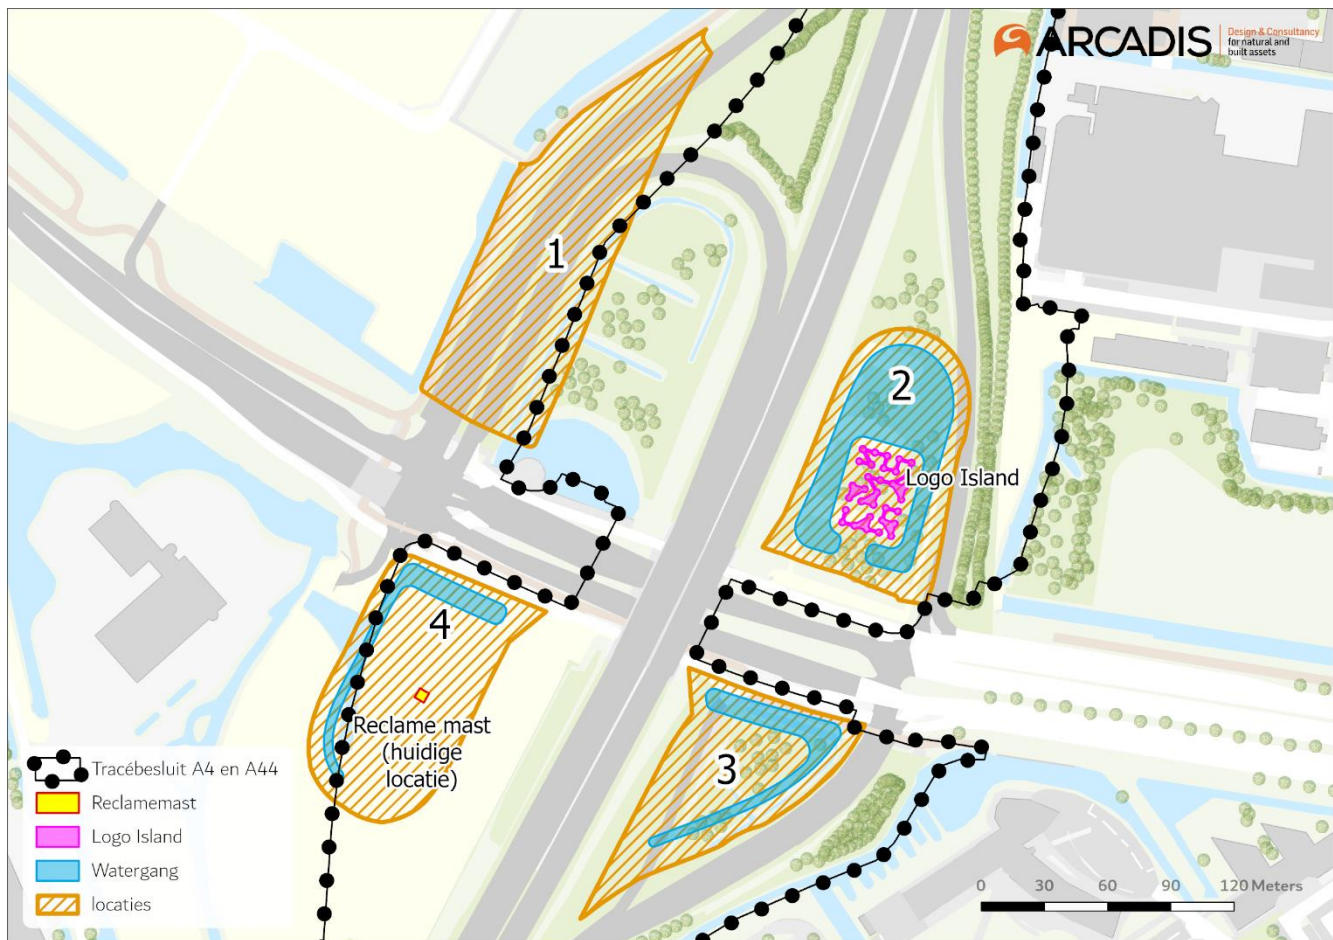 ARCADIS
Design & Consultancy
for natural and
built assets
1
2
Logo Island
4
Reclame mast
(huidige
locatie)
3
Tracébesluit A4 en A44
Reclamemast
Logo Island
Watergang
locaties
0 30 60 90 120 Meters